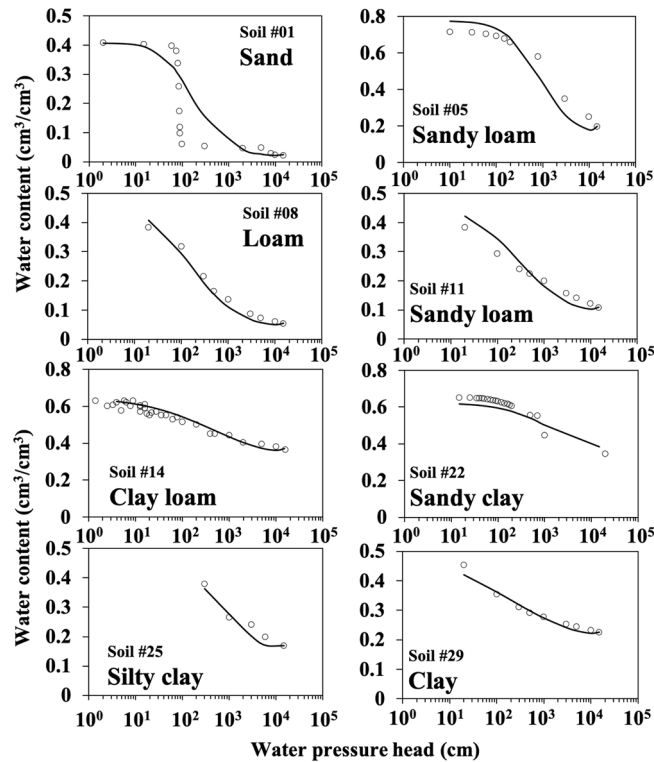 Water content (cm³/cm³)
Water content (cm³/cm³)
0.5
0.4
0.3
0.2
0.1
0
Soil #01
Sand
10⁰ 10¹ 10² 10³ 10⁴ 10⁵
0.8
0.6
0.4
0.2
0
Soil #05
Sandy loam
10⁰ 10¹ 10² 10³ 10⁴ 10⁵
0.5
0.4
0.3
0.2
0.1
0
Soil #08
Loam
10⁰ 10¹ 10² 10³ 10⁴ 10⁵
0.5
0.4
0.3
0.2
0.1
0
Soil #11
Sandy loam
10⁰ 10¹ 10² 10³ 10⁴ 10⁵
0.8
0.6
0.4
0.2
0
Soil #14
Clay loam
10⁰ 10¹ 10² 10³ 10⁴ 10⁵
0.8
0.6
0.4
0.2
0
Soil #22
Sandy clay
10⁰ 10¹ 10² 10³ 10⁴ 10⁵
0.5
0.4
0.3
0.2
0.1
0
Soil #25
Silty clay
10⁰ 10¹ 10² 10³ 10⁴ 10⁵
0.5
0.4
0.3
0.2
0.1
0
Soil #29
Clay
10⁰ 10¹ 10² 10³ 10⁴ 10⁵
Water pressure head (cm)